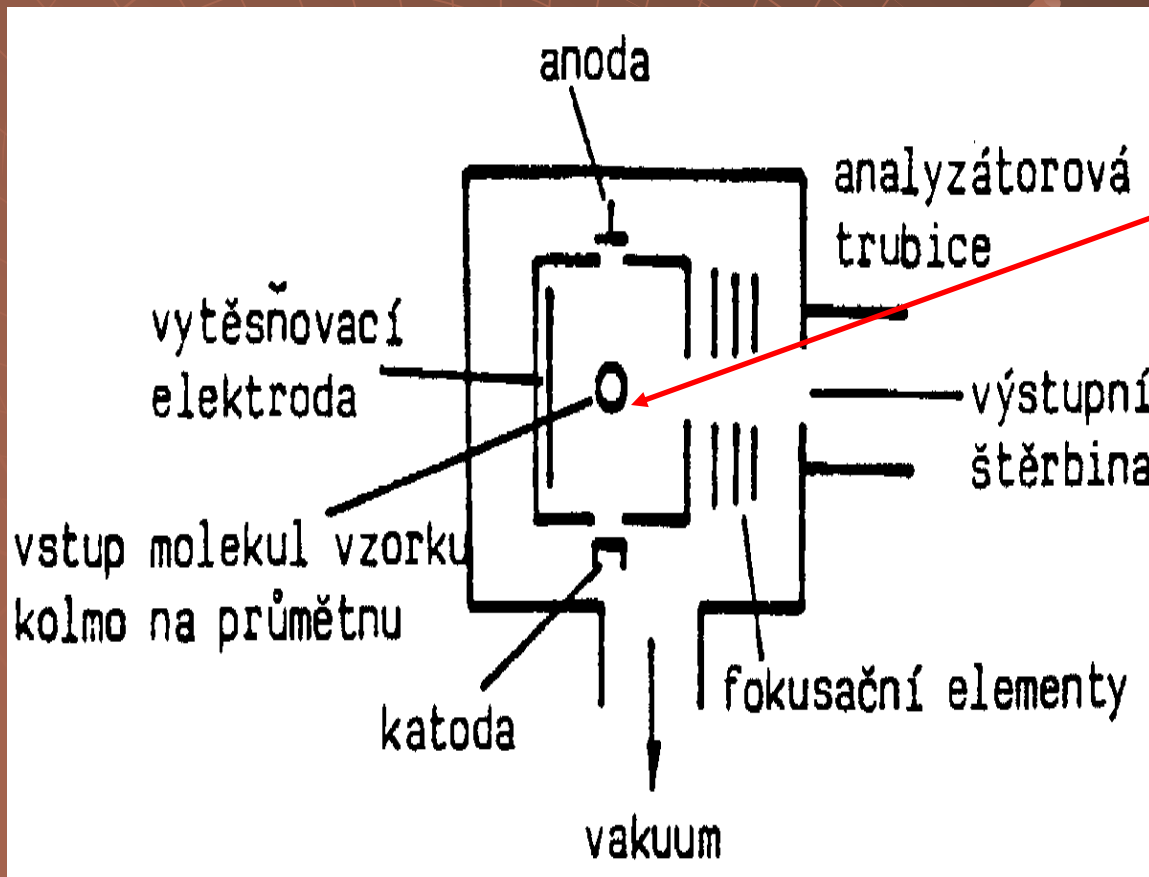 anoda
analyzátorová
trubice
vytěsňovací
elektroda
výstupní
štěrbina
vstup molekul vzorku
kolmo na průmětnu
fokusační elementy
katoda
vakuum